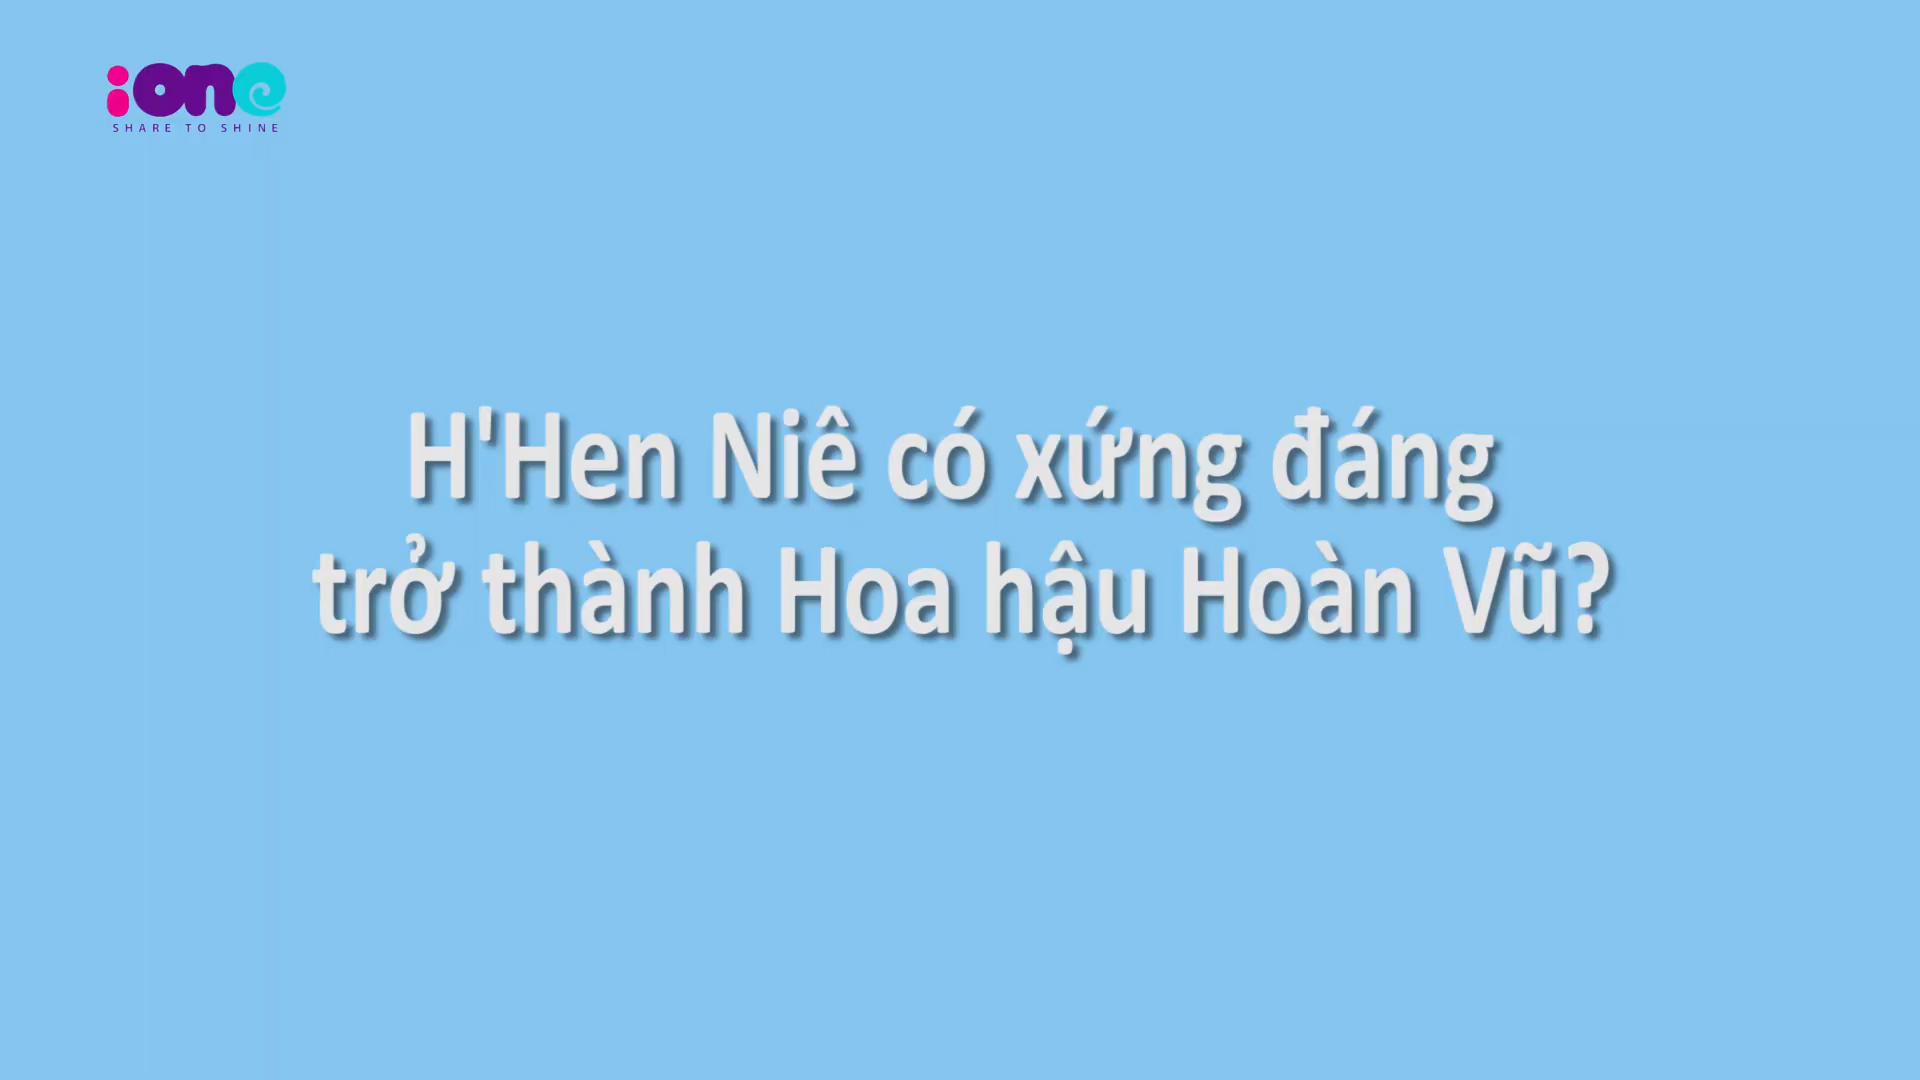 ione
SHARE TO SHINE
H'Hen Niê có xứng đáng
trở thành Hoa hậu Hoàn Vũ?